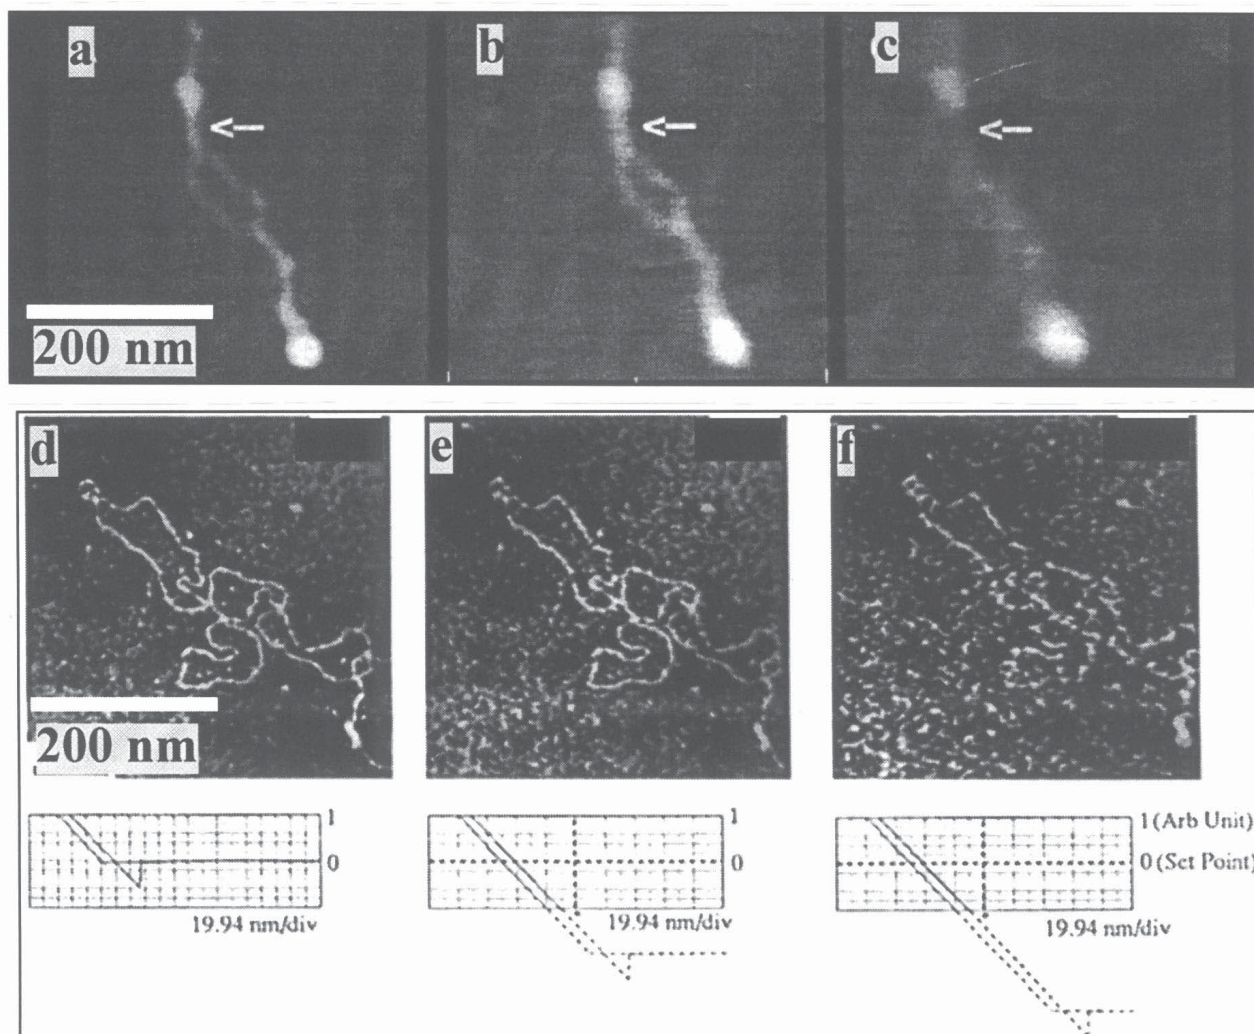 a
b
c
200 nm
d
e
f
200 nm
1
0
19.94 nm/div
1
0
19.94 nm/div
1 (Arb Unit)
0 (Set Point)
19.94 nm/div